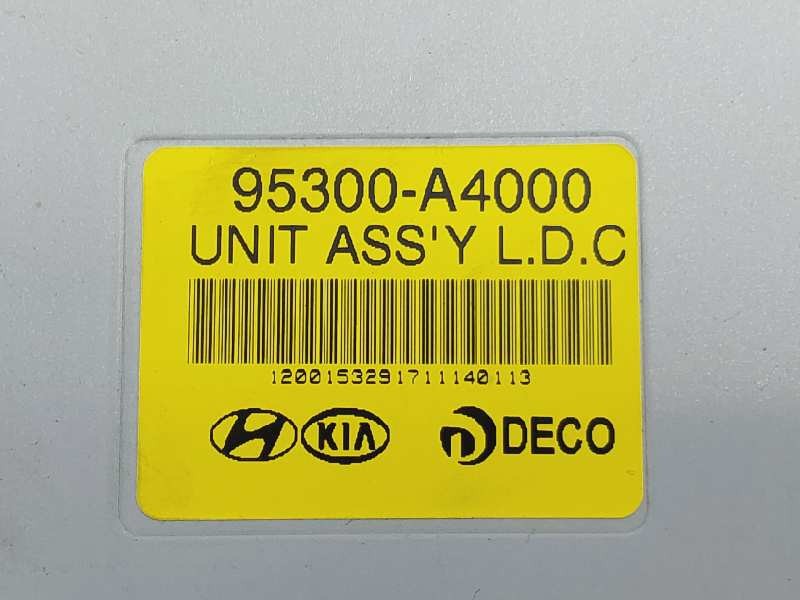 95300-A4000
UNIT ASS'Y L.D.C
1200153291711140113
KIA DECO